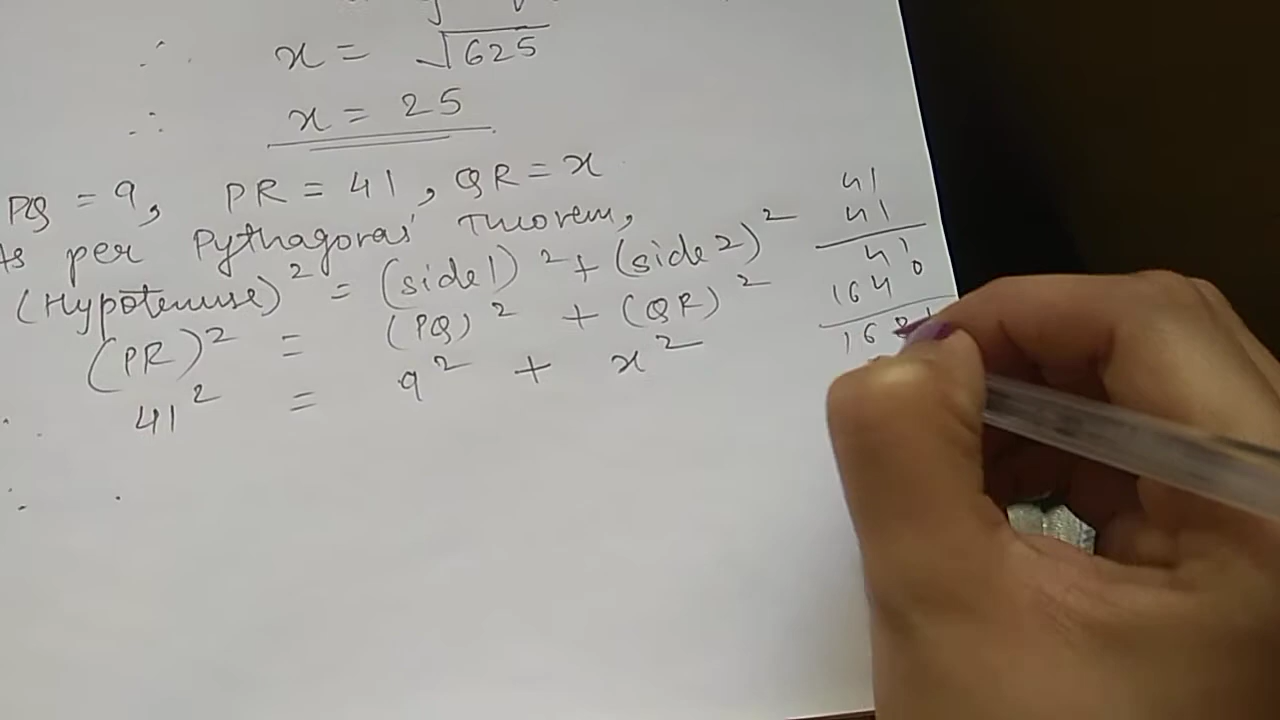 ∴ x = √625
∴ x = 25
PQ = 9, PR = 41, QR = x
As per Pythagoras' Theorem,
(Hypotenuse)² = (side1)² + (side2)²
(PR)² = (PQ)² + (QR)²
∴ 41² = 9² + x²
∴
41
41
41
1640
1681